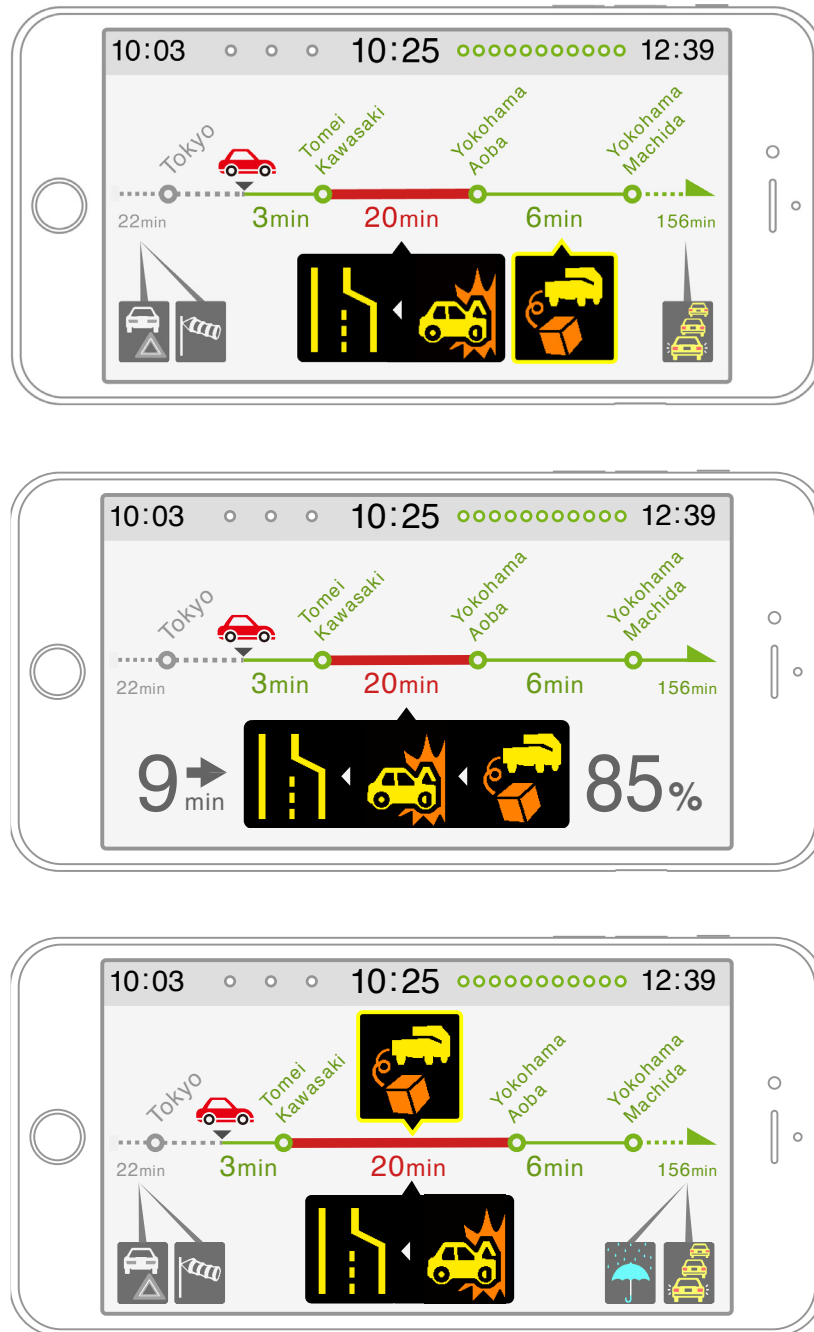 10:03 10:25 12:39
Tokyo
Tomei
Kawasaki
Yokohama
Aoba
Yokohama
Machida
22min 3min 20min 6min 156min
10:03 10:25 12:39
Tokyo
Tomei
Kawasaki
Yokohama
Aoba
Yokohama
Machida
22min 3min 20min 6min 156min
9 min 85%
10:03 10:25 12:39
Tokyo
Tomei
Kawasaki
Yokohama
Aoba
Yokohama
Machida
22min 3min 20min 6min 156min